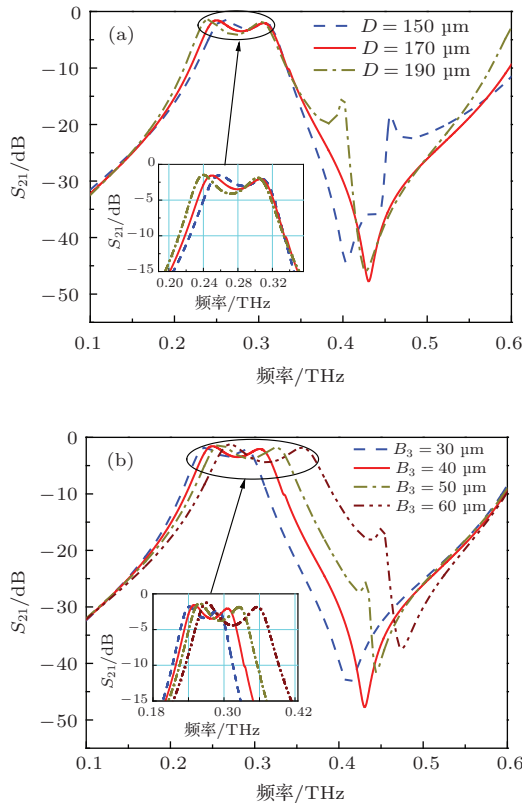 (a)
D = 150 µm
D = 170 µm
D = 190 µm
0
−10
−20
−30
−40
−50
S21/dB
0
−5
−10
−15
S21/dB
0.20 0.24 0.28 0.32
频率/THz
0.1 0.2 0.3 0.4 0.5 0.6
频率/THz
(b)
B3 = 30 µm
B3 = 40 µm
B3 = 50 µm
B3 = 60 µm
0
−10
−20
−30
−40
−50
S21/dB
0
−5
−10
−15
S21/dB
0.18 0.30 0.42
频率/THz
0.1 0.2 0.3 0.4 0.5 0.6
频率/THz